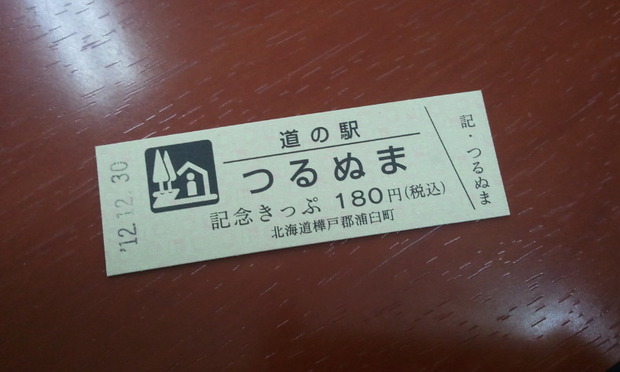 '12.12.30
道の駅
つるぬま
記念きっぷ 180円(税込)
北海道樺戸郡浦臼町
記・つるぬま